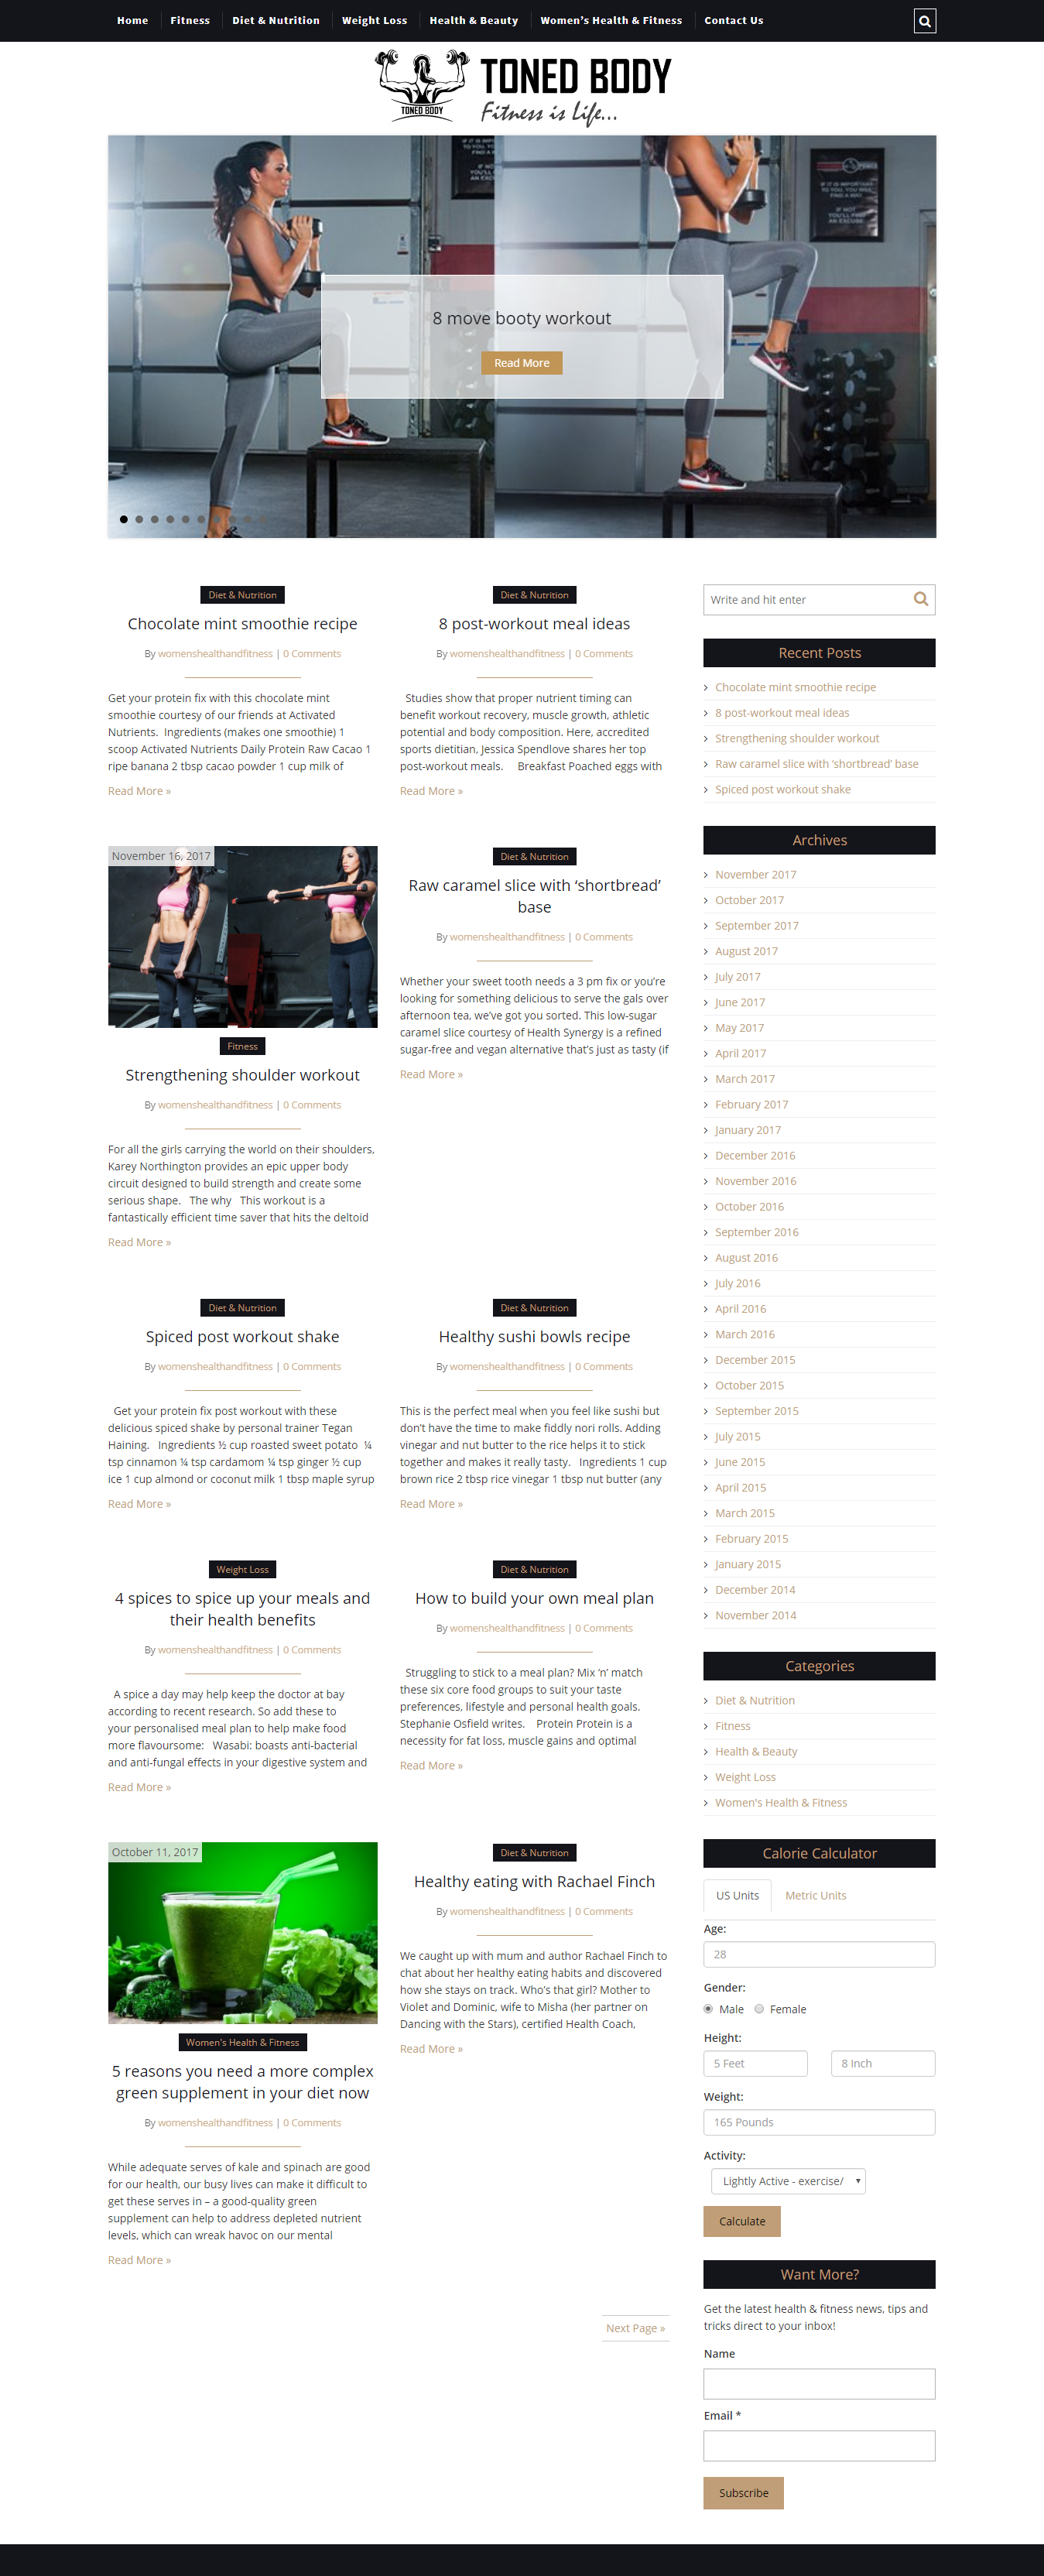 Home
Fitness
Diet & Nutrition
Weight Loss
Health & Beauty
Women's Health & Fitness
Contact Us
TONED BODY
TONED BODY
Fitness is Life...
8 move booty workout
Read More
Diet & Nutrition
Chocolate mint smoothie recipe
By womenshealthandfitness | 0 Comments
Get your protein fix with this chocolate mint
smoothie courtesy of our friends at Activated
Nutrients.  Ingredients (makes one smoothie) 1
scoop Activated Nutrients Daily Protein Raw Cacao 1
ripe banana 2 tbsp cacao powder 1 cup milk of
Read More »
Diet & Nutrition
8 post-workout meal ideas
By womenshealthandfitness | 0 Comments
Studies show that proper nutrient timing can
benefit workout recovery, muscle growth, athletic
potential and body composition. Here, accredited
sports dietitian, Jessica Spendlove shares her top
post-workout meals.     Breakfast Poached eggs with
Read More »
November 16, 2017
Fitness
Strengthening shoulder workout
By womenshealthandfitness | 0 Comments
For all the girls carrying the world on their shoulders,
Karey Northington provides an epic upper body
circuit designed to build strength and create some
serious shape.   The why   This workout is a
fantastically efficient time saver that hits the deltoid
Read More »
Diet & Nutrition
Raw caramel slice with ‘shortbread’
base
By womenshealthandfitness | 0 Comments
Whether your sweet tooth needs a 3 pm fix or you’re
looking for something delicious to serve the gals over
afternoon tea, we’ve got you sorted. This low-sugar
caramel slice courtesy of Health Synergy is a refined
sugar-free and vegan alternative that’s just as tasty (if
Read More »
Diet & Nutrition
Spiced post workout shake
By womenshealthandfitness | 0 Comments
Get your protein fix post workout with these
delicious spiced shake by personal trainer Tegan
Haining.   Ingredients ½ cup roasted sweet potato  ¼
tsp cinnamon ¼ tsp cardamom ¼ tsp ginger ½ cup
ice 1 cup almond or coconut milk 1 tbsp maple syrup
Read More »
Diet & Nutrition
Healthy sushi bowls recipe
By womenshealthandfitness | 0 Comments
This is the perfect meal when you feel like sushi but
don’t have the time to make fiddly nori rolls. Adding
vinegar and nut butter to the rice helps it to stick
together and makes it really tasty.   Ingredients 1 cup
brown rice 2 tbsp rice vinegar 1 tbsp nut butter (any
Read More »
Weight Loss
4 spices to spice up your meals and
their health benefits
By womenshealthandfitness | 0 Comments
A spice a day may help keep the doctor at bay
according to recent research. So add these to
your personalised meal plan to help make food
more flavoursome:   Wasabi: boasts anti-bacterial
and anti-fungal effects in your digestive system and
Read More »
Diet & Nutrition
How to build your own meal plan
By womenshealthandfitness | 0 Comments
Struggling to stick to a meal plan? Mix ‘n’ match
these six core food groups to suit your taste
preferences, lifestyle and personal health goals.
Stephanie Osfield writes.    Protein Protein is a
necessity for fat loss, muscle gains and optimal
Read More »
October 11, 2017
Women's Health & Fitness
5 reasons you need a more complex
green supplement in your diet now
By womenshealthandfitness | 0 Comments
While adequate serves of kale and spinach are good
for our health, our busy lives can make it difficult to
get these serves in – a good-quality green
supplement can help to address depleted nutrient
levels, which can wreak havoc on our mental
Read More »
Diet & Nutrition
Healthy eating with Rachael Finch
By womenshealthandfitness | 0 Comments
We caught up with mum and author Rachael Finch to
chat about her healthy eating habits and discovered
how she stays on track. Who’s that girl? Mother to
Violet and Dominic, wife to Misha (her partner on
Dancing with the Stars), certified Health Coach,
Read More »
Next Page »
Write and hit enter
Recent Posts
Chocolate mint smoothie recipe
8 post-workout meal ideas
Strengthening shoulder workout
Raw caramel slice with ‘shortbread’ base
Spiced post workout shake
Archives
November 2017
October 2017
September 2017
August 2017
July 2017
June 2017
May 2017
April 2017
March 2017
February 2017
January 2017
December 2016
November 2016
October 2016
September 2016
August 2016
July 2016
April 2016
March 2016
December 2015
October 2015
September 2015
July 2015
June 2015
April 2015
March 2015
February 2015
January 2015
December 2014
November 2014
Categories
Diet & Nutrition
Fitness
Health & Beauty
Weight Loss
Women's Health & Fitness
Calorie Calculator
US Units
Metric Units
Age:
28
Gender:
Male
Female
Height:
5 Feet
8 Inch
Weight:
165 Pounds
Activity:
Lightly Active - exercise/
Calculate
Want More?
Get the latest health & fitness news, tips and
tricks direct to your inbox!
Name
Email *
Subscribe